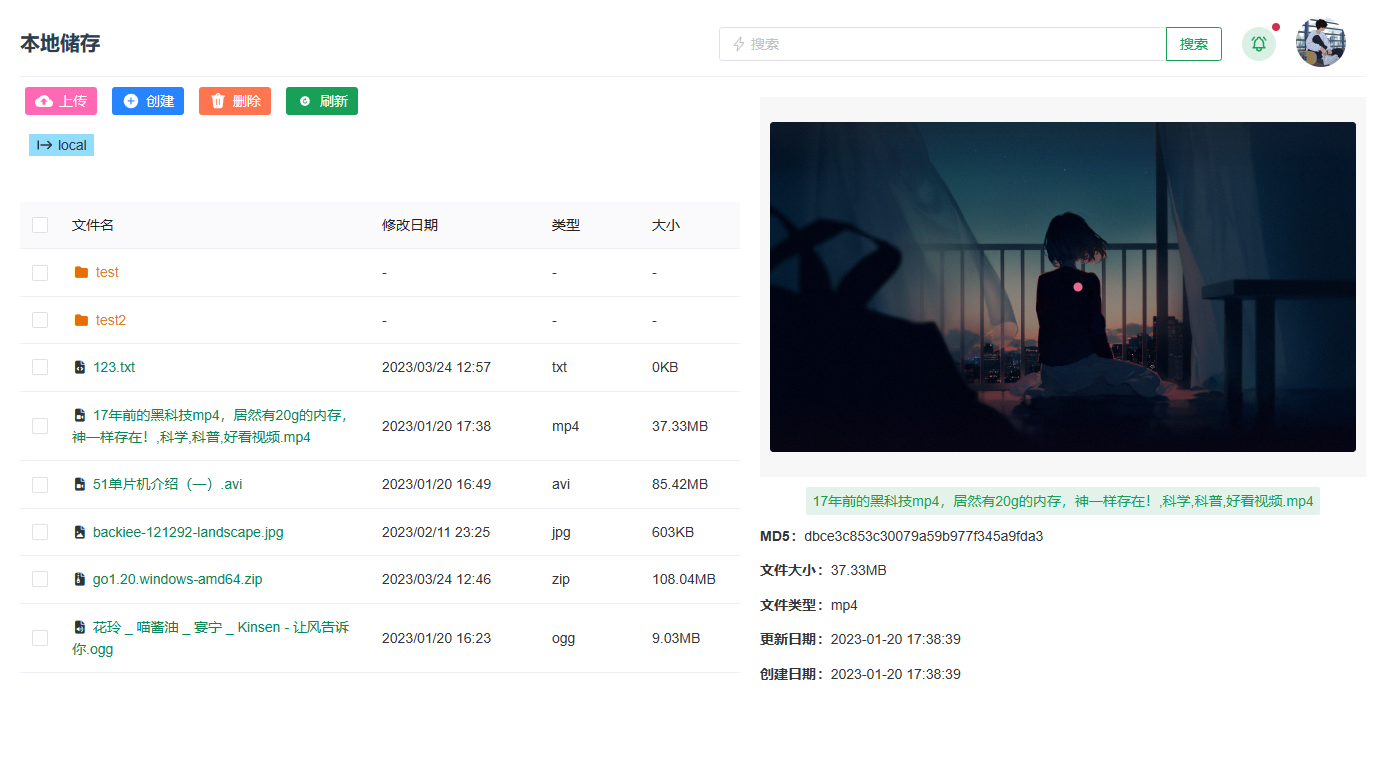 本地储存
搜索
搜索
上传
创建
删除
刷新
local
文件名 修改日期 类型 大小
test - - -
test2 - - -
123.txt 2023/03/24 12:57 txt 0KB
17年前的黑科技mp4，居然有20g的内存，
神一样存在！,科学,科普,好看视频.mp4
2023/01/20 17:38 mp4 37.33MB
51单片机介绍（一）.avi 2023/01/20 16:49 avi 85.42MB
backiee-121292-landscape.jpg 2023/02/11 23:25 jpg 603KB
go1.20.windows-amd64.zip 2023/03/24 12:46 zip 108.04MB
花玲 _ 喵酱油 _ 宴宁 _ Kinsen - 让风告诉
你.ogg
2023/01/20 16:23 ogg 9.03MB
17年前的黑科技mp4，居然有20g的内存，神一样存在！,科学,科普,好看视频.mp4
MD5：dbce3c853c30079a59b977f345a9fda3
文件大小：37.33MB
文件类型：mp4
更新日期：2023-01-20 17:38:39
创建日期：2023-01-20 17:38:39